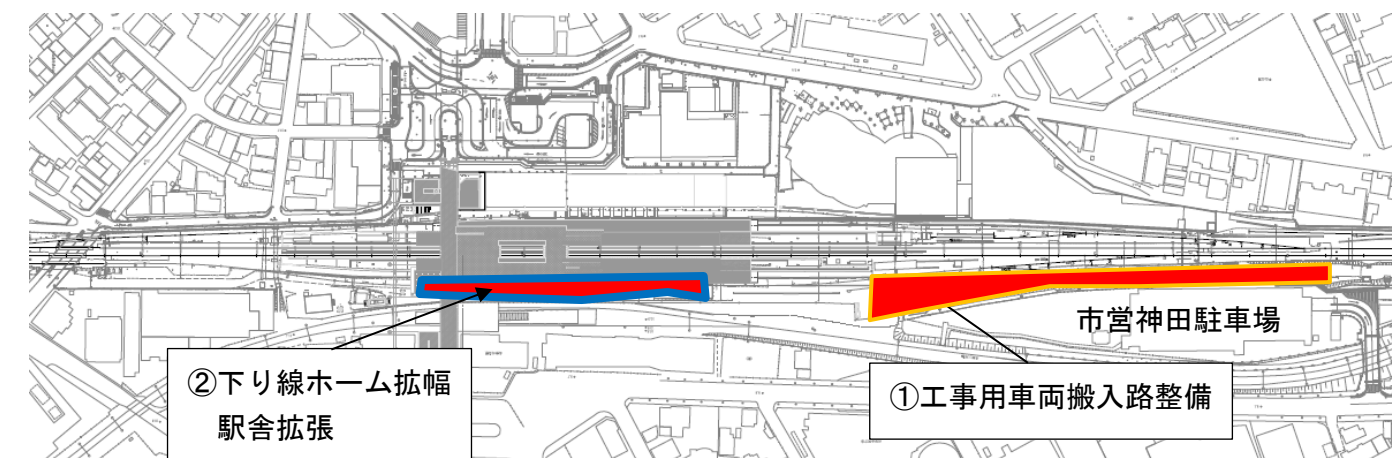 市営神田駐車場
②下り線ホーム拡幅
駅舎拡張
①工事用車両搬入路整備